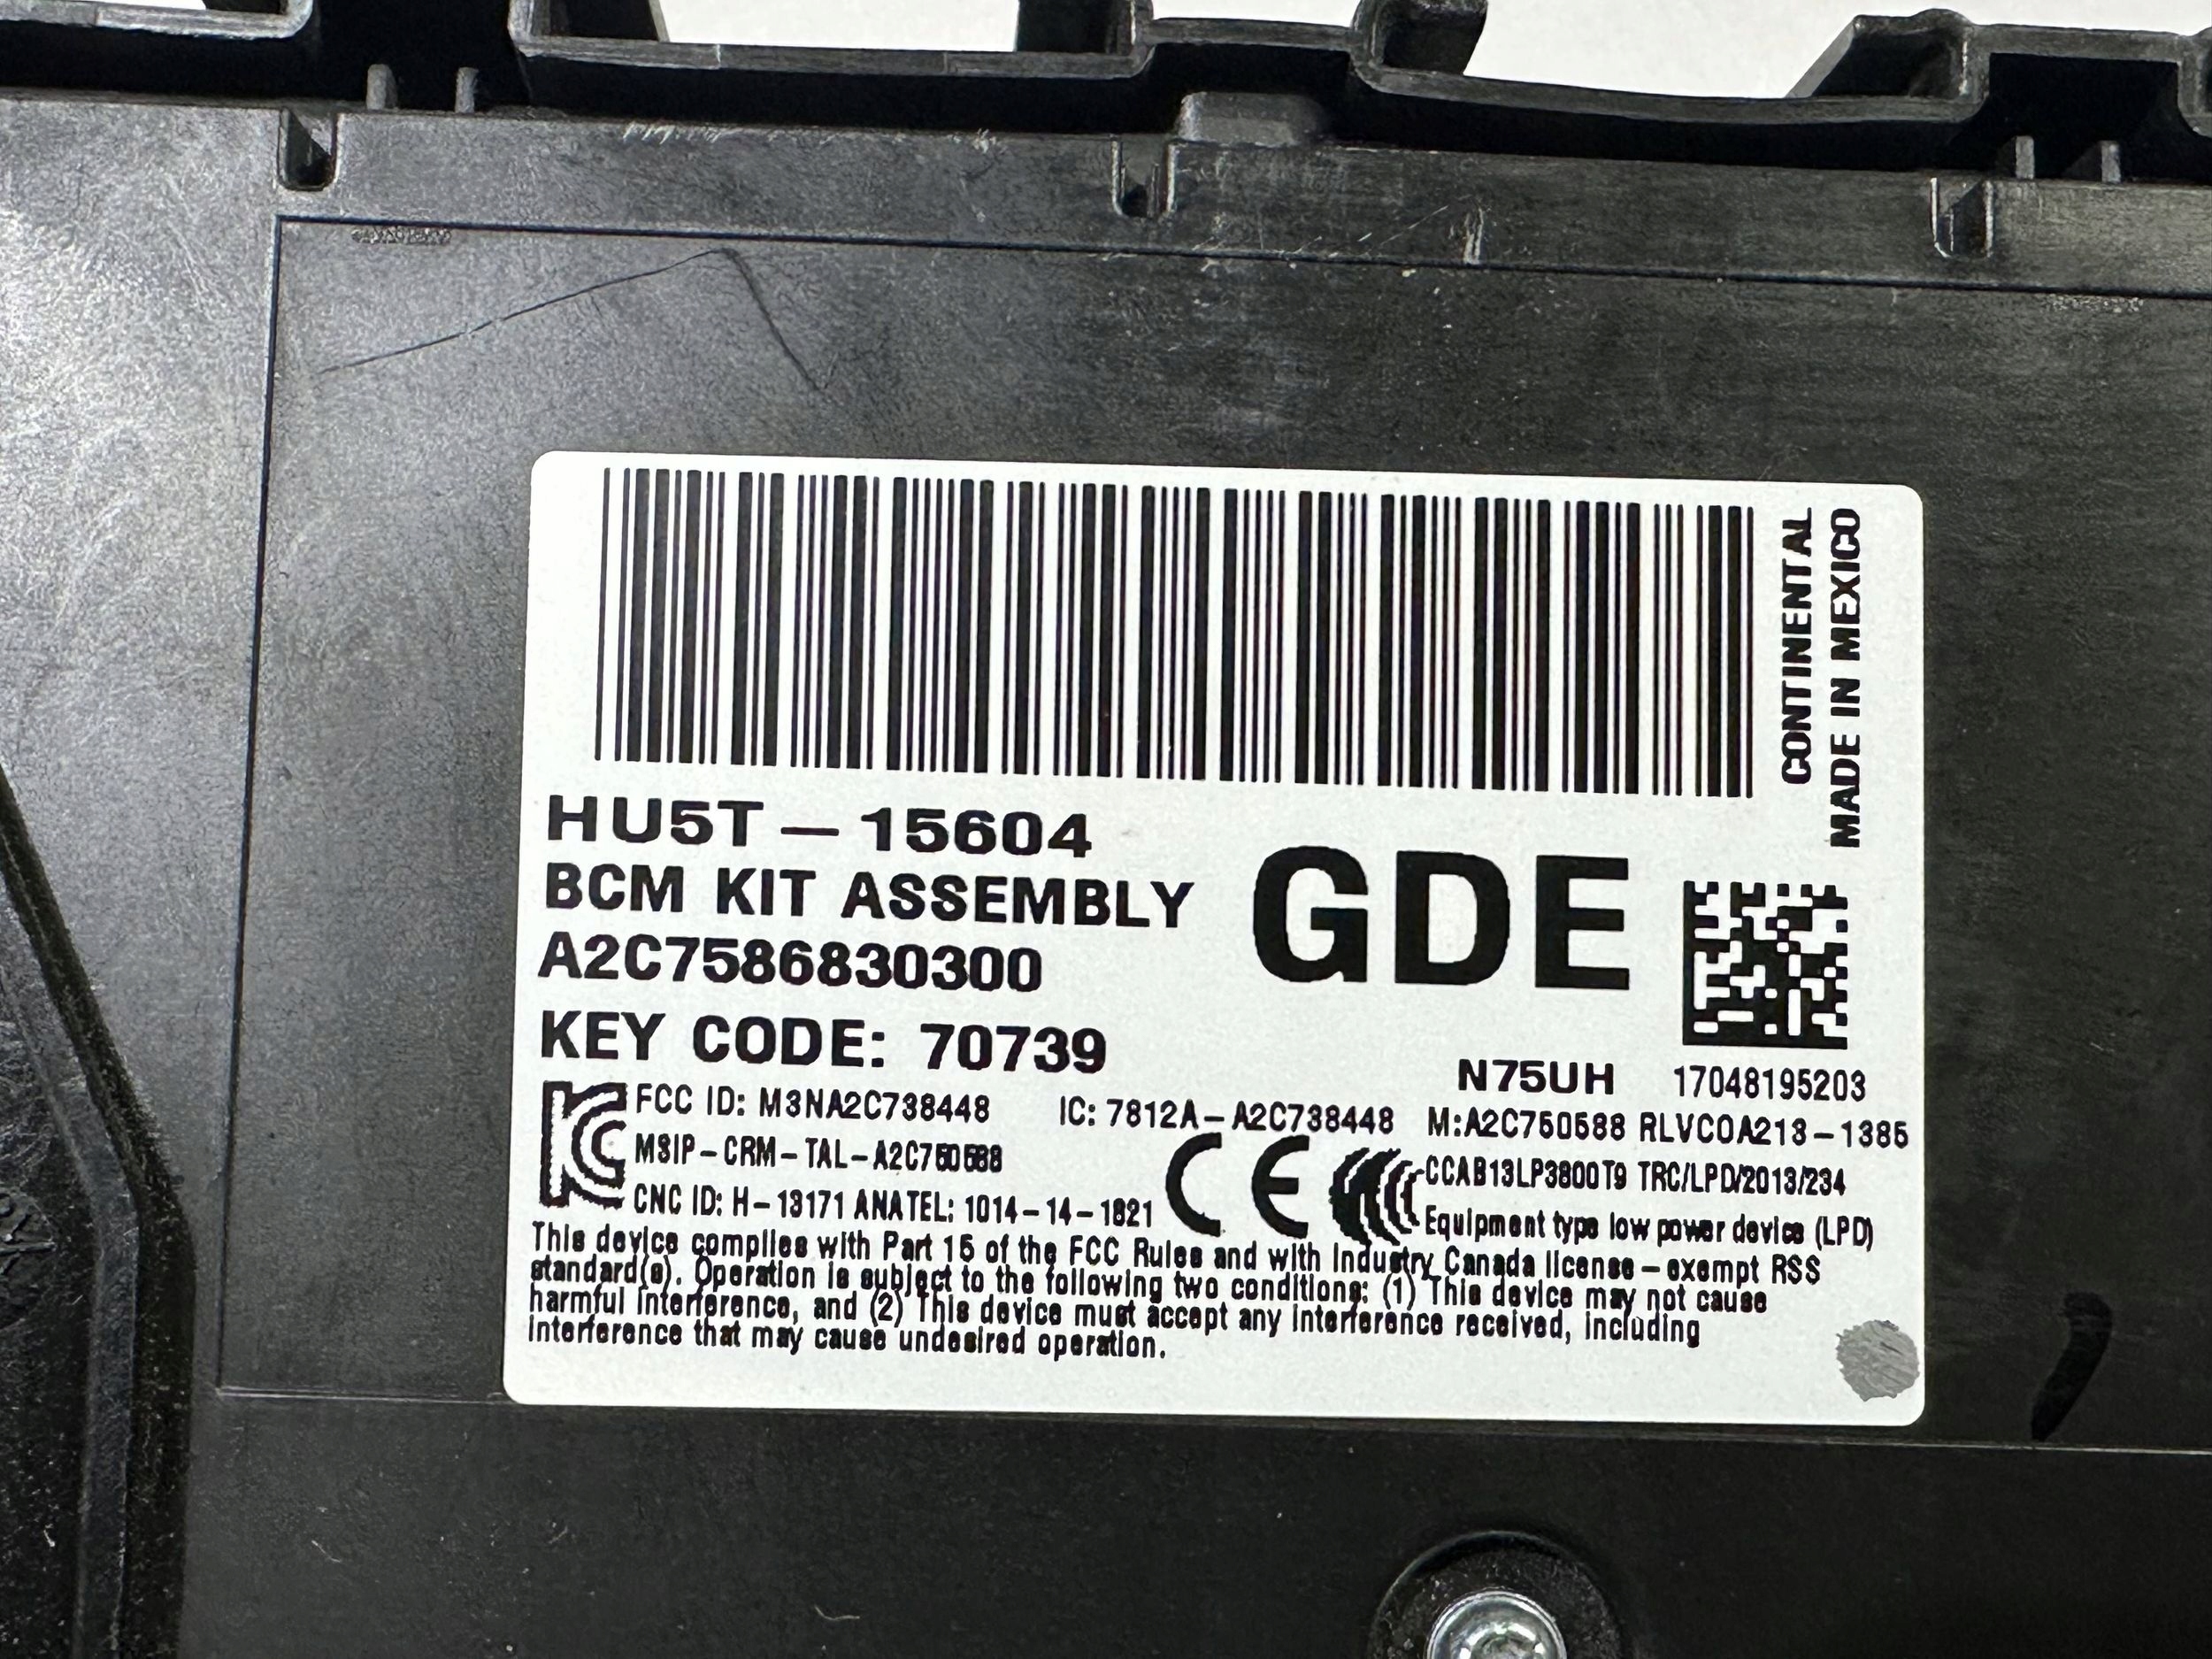 CONTINENTAL
MADE IN MEXICO
HU5T-15604
BCM KIT ASSEMBLY
GDE
A2C7586830300
KEY CODE: 70739
N75UH 17048195203
FCC ID: M3NA2C738448 IC: 7812A-A2C738448 M:A2C750588 RLVCOA213-1385
MSIP-CRM-TAL-A2C750588
CE
CCAB13LP3800T9 TRC/LPD/2013/234
CNC ID: H-13171 ANATEL: 1014-14-1821
Equipment type low power device (LPD)
This device complies with Part 15 of the FCC Rules and with Industry Canada license-exempt RSS
standard(s). Operation is subject to the following two conditions: (1) This device may not cause
harmful interference, and (2) This device must accept any interference received, including
interference that may cause undesired operation.